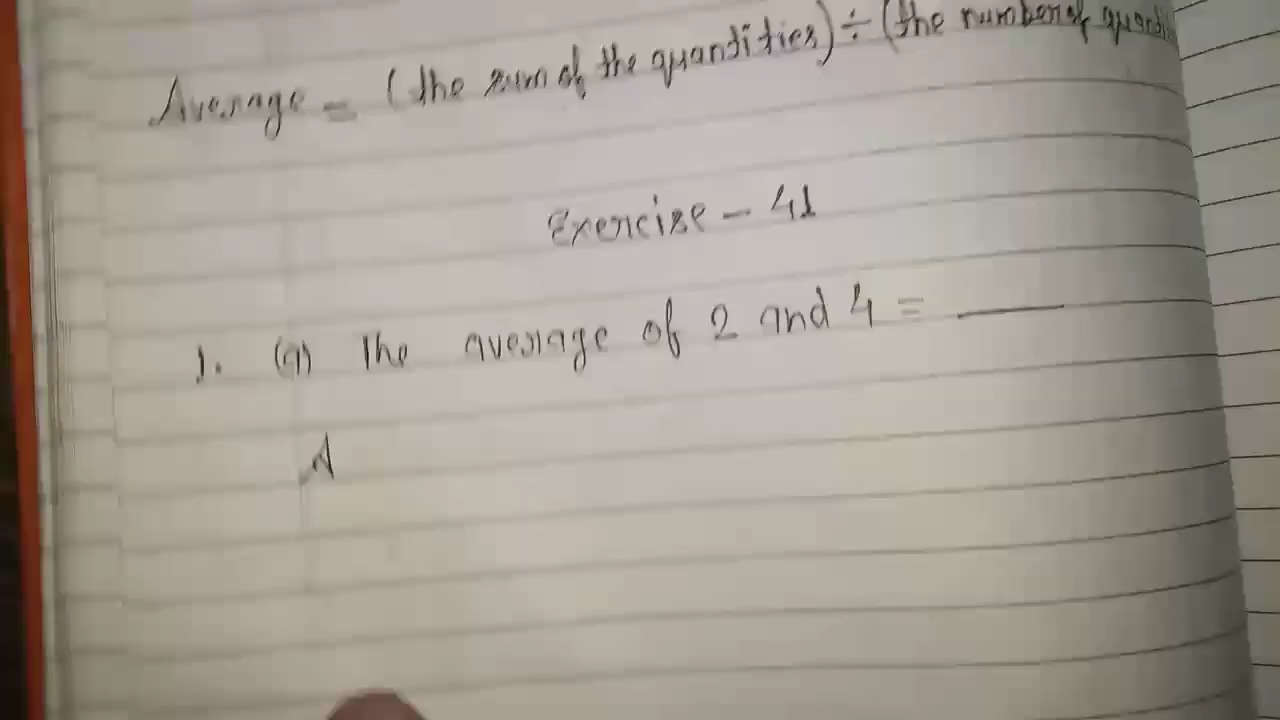 Average = (the sum of the quantities) ÷ (the number of quanti
Exercise - 41
1. (a) The average of 2 and 4 = ____
A